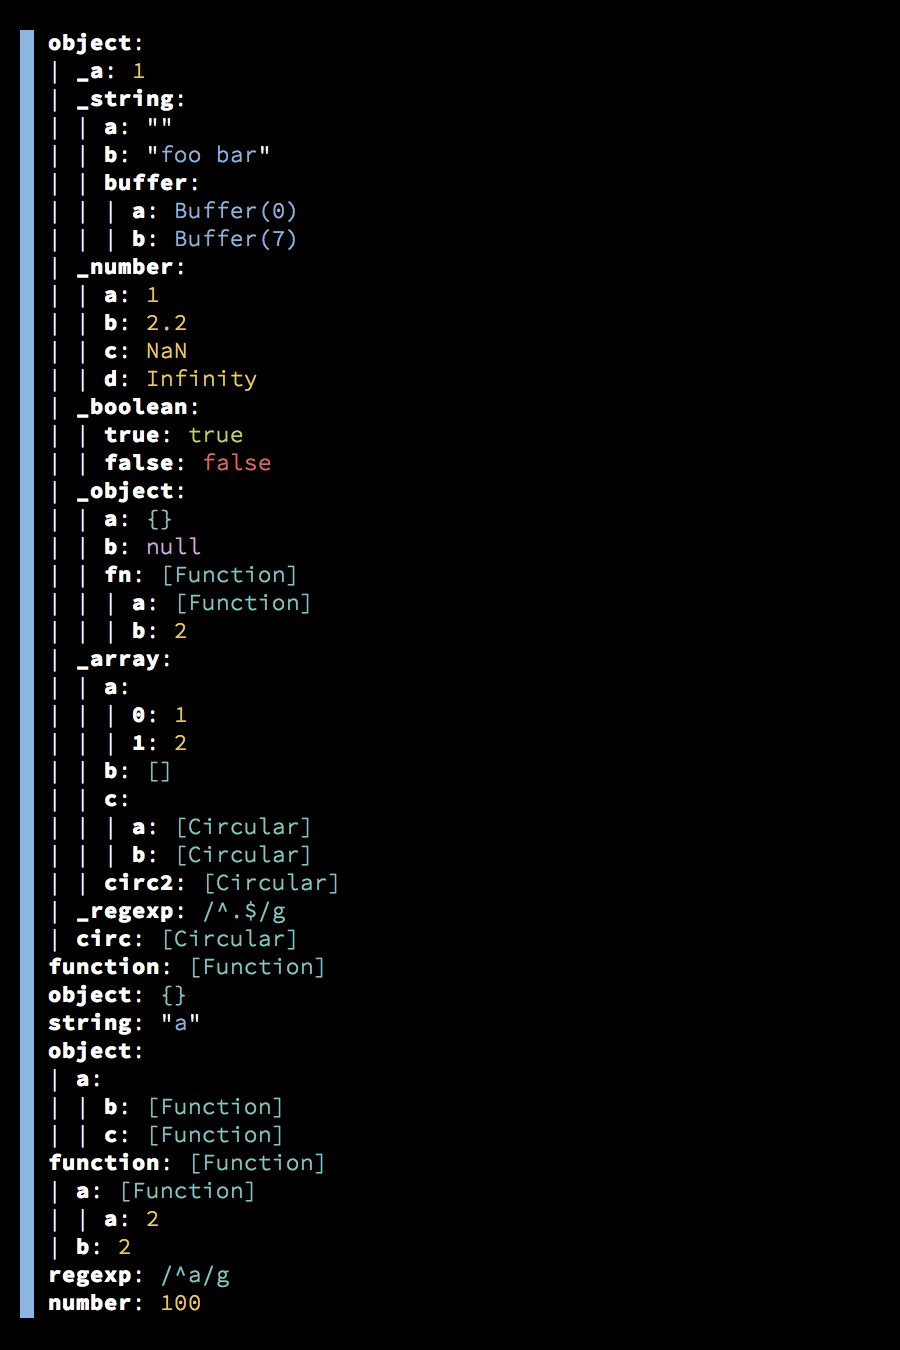 object:
| _a: 1
| _string:
| | a: ""
| | b: "foo bar"
| | buffer:
| | | a: Buffer(0)
| | | b: Buffer(7)
| _number:
| | a: 1
| | b: 2.2
| | c: NaN
| | d: Infinity
| _boolean:
| | true: true
| | false: false
| _object:
| | a: {}
| | b: null
| | fn: [Function]
| | | a: [Function]
| | | b: 2
| _array:
| | a:
| | | 0: 1
| | | 1: 2
| | b: []
| | c:
| | | a: [Circular]
| | | b: [Circular]
| | circ2: [Circular]
| _regexp: /^.$/g
| circ: [Circular]
function: [Function]
object: {}
string: "a"
object:
| a:
| | b: [Function]
| | c: [Function]
function: [Function]
| a: [Function]
| | a: 2
| b: 2
regexp: /^a/g
number: 100